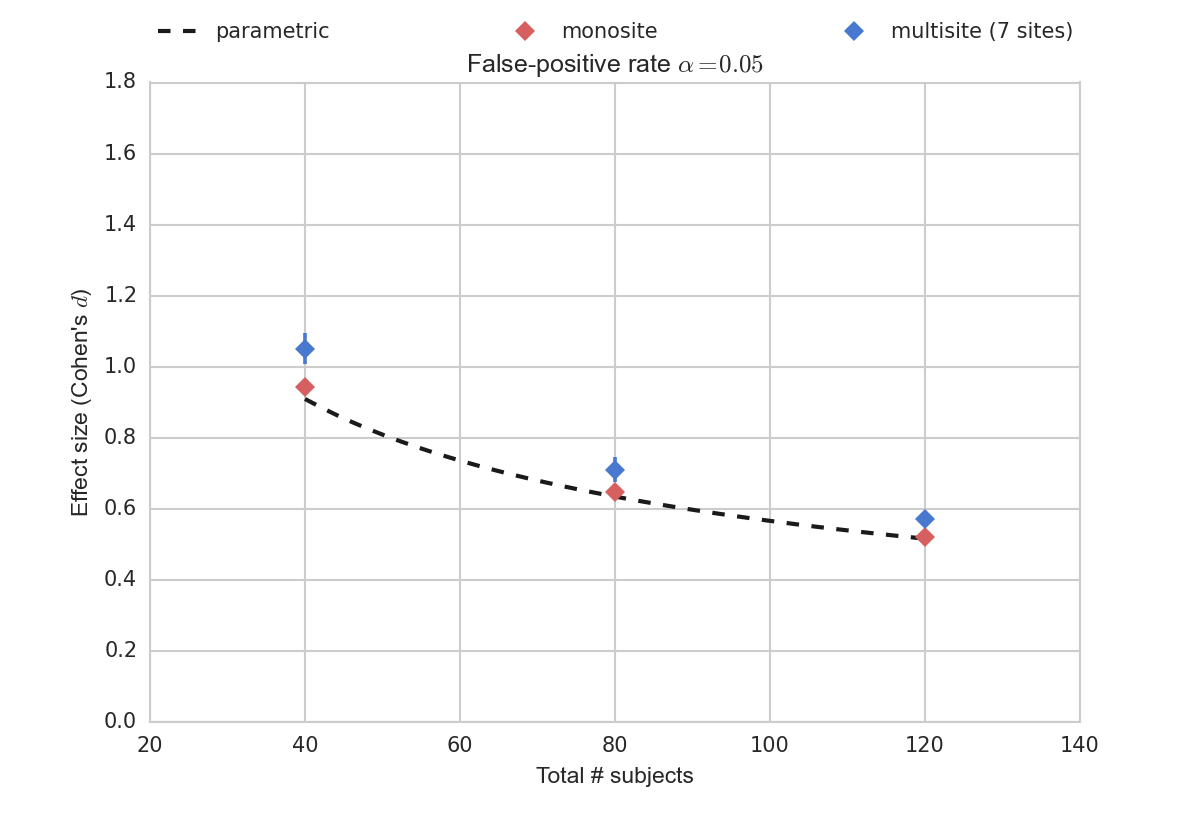 parametric monosite multisite (7 sites)
False-positive rate α=0.05
1.8
1.6
1.4
1.2
1.0
0.8
0.6
0.4
0.2
0.0
Effect size (Cohen's d)
20 40 60 80 100 120 140
Total # subjects